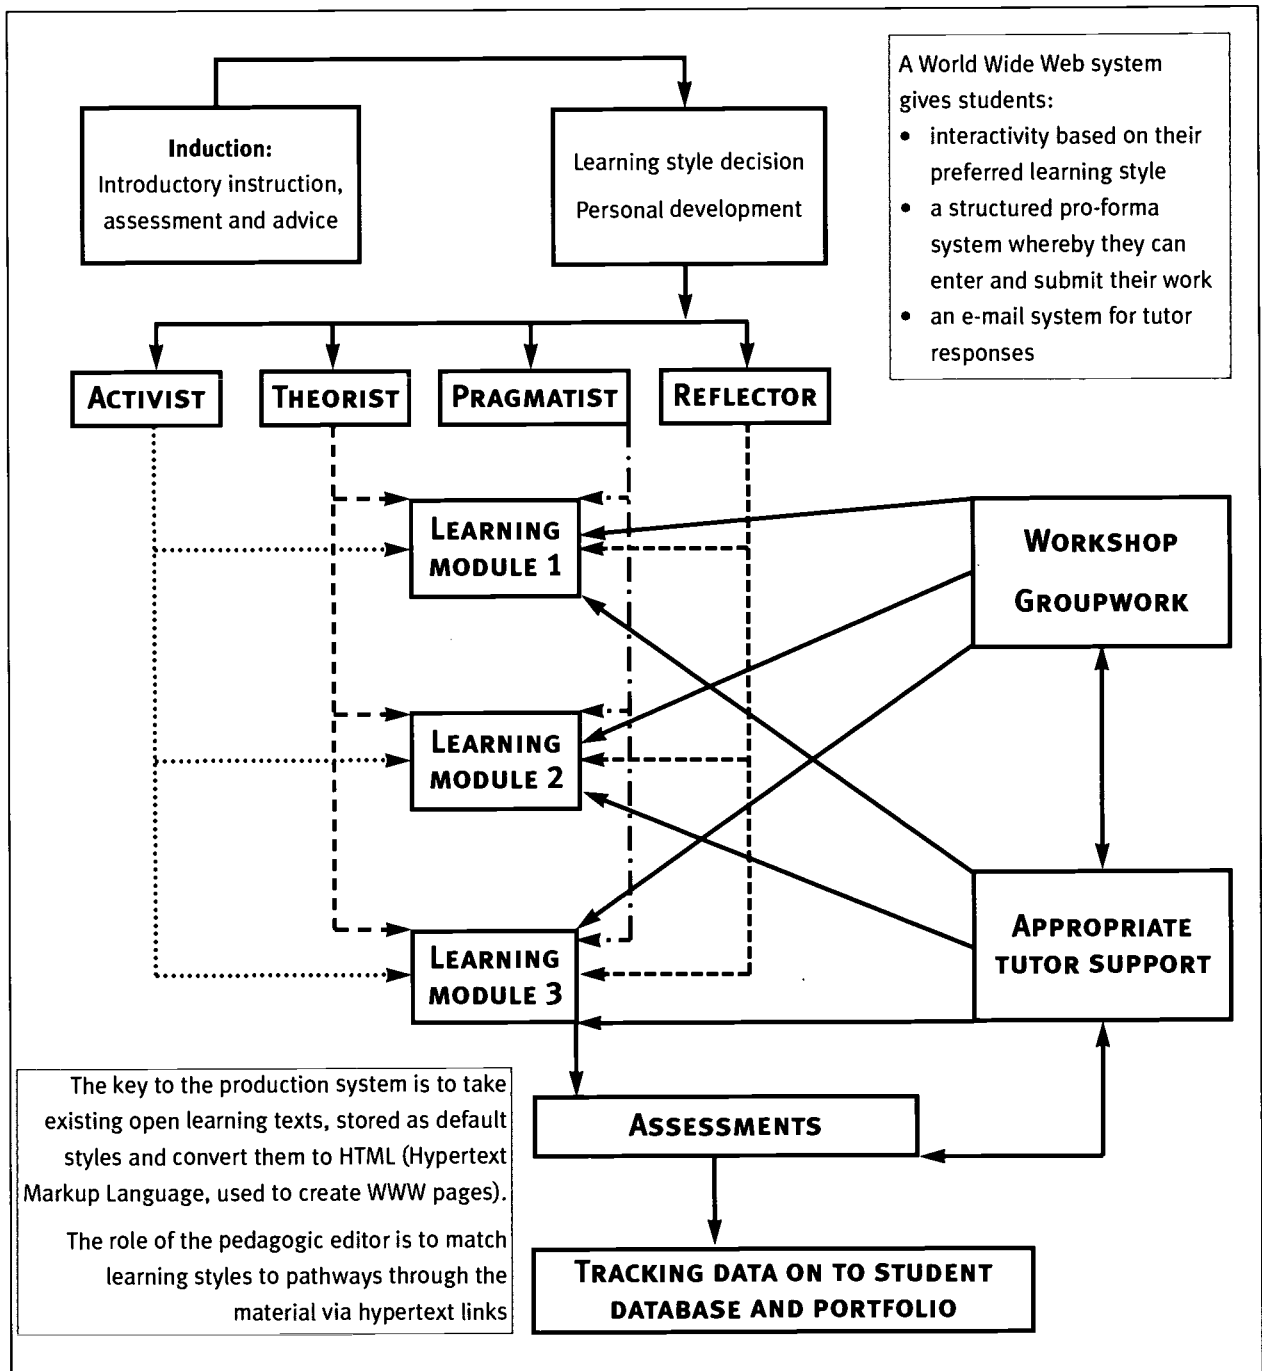 Induction:
Introductory instruction,
assessment and advice
Learning style decision
Personal development
A World Wide Web system
gives students:
• interactivity based on their
preferred learning style
• a structured pro-forma
system whereby they can
enter and submit their work
• an e-mail system for tutor
responses
ACTIVIST
THEORIST
PRAGMATIST
REFLECTOR
LEARNING
MODULE 1
WORKSHOP
GROUPWORK
LEARNING
MODULE 2
APPROPRIATE
TUTOR SUPPORT
LEARNING
MODULE 3
The key to the production system is to take
existing open learning texts, stored as default
styles and convert them to HTML (Hypertext
Markup Language, used to create WWW pages).
The role of the pedagogic editor is to match
learning styles to pathways through the
material via hypertext links
ASSESSMENTS
TRACKING DATA ON TO STUDENT
DATABASE AND PORTFOLIO